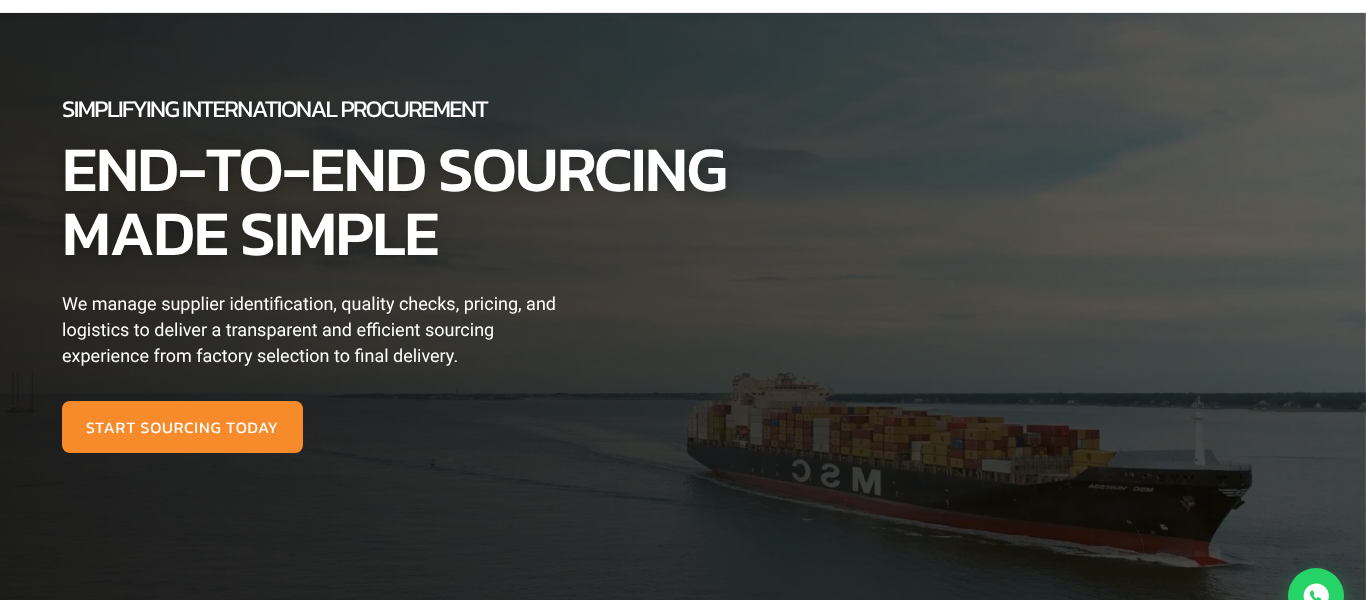 SIMPLIFYING INTERNATIONAL PROCUREMENT
END-TO-END SOURCING
MADE SIMPLE
We manage supplier identification, quality checks, pricing, and
logistics to deliver a transparent and efficient sourcing
experience from factory selection to final delivery.
START SOURCING TODAY
MSC